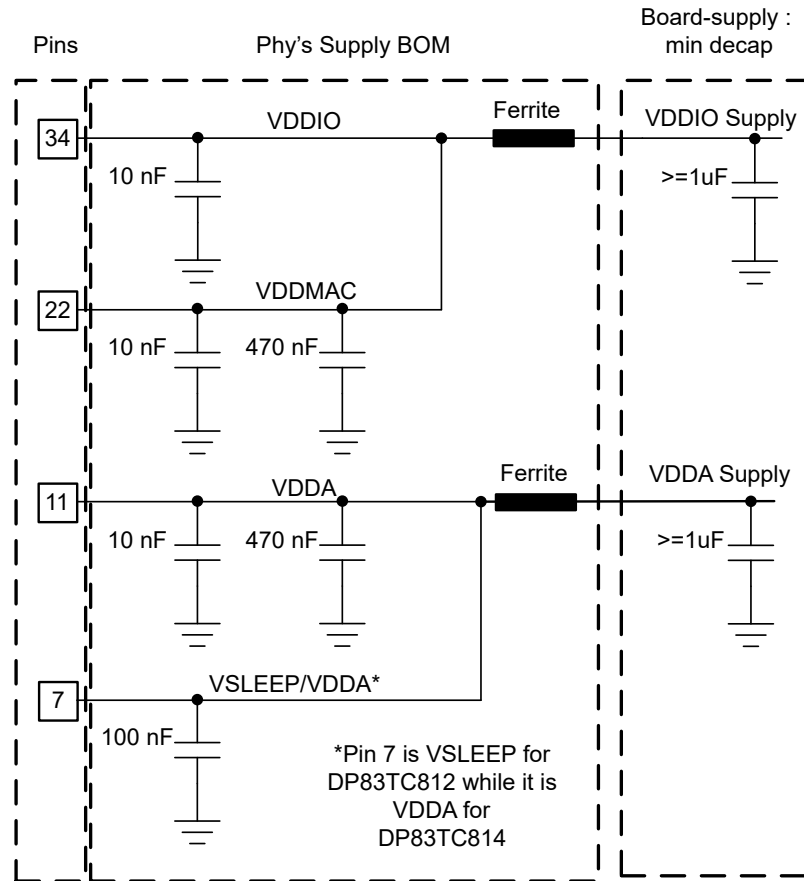 Pins
Phy's Supply BOM
Board-supply :
min decap
34
VDDIO
Ferrite
VDDIO Supply
10 nF
>=1uF
22
VDDMAC
10 nF
470 nF
11
VDDA
Ferrite
VDDA Supply
10 nF
470 nF
>=1uF
7
VSLEEP/VDDA*
100 nF
*Pin 7 is VSLEEP for
DP83TC812 while it is
VDDA for
DP83TC814